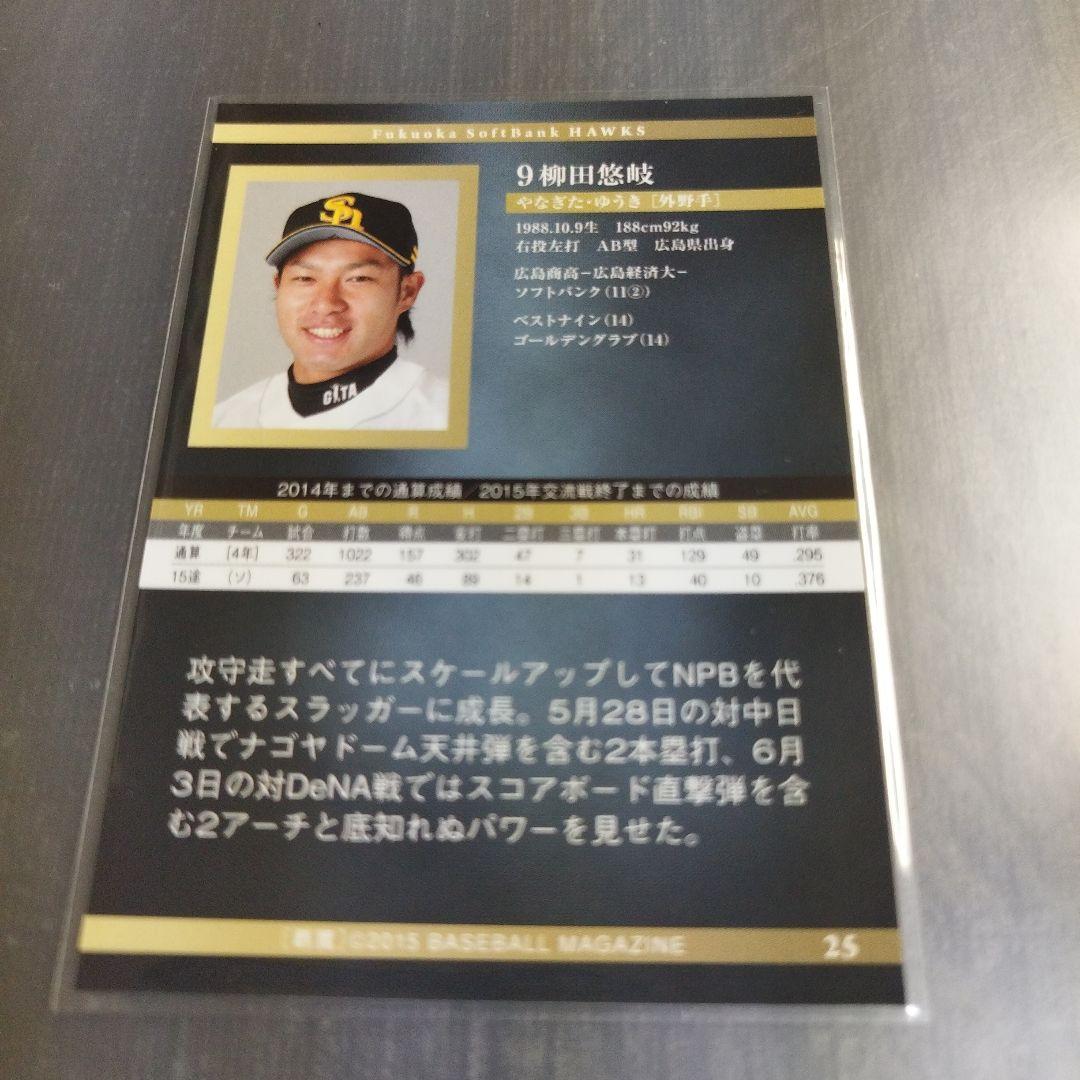 Fukuoka SoftBank HAWKS
9 柳田悠岐
やなぎた・ゆうき [外野手]
1988.10.9生 188cm92kg
右投左打 AB型 広島県出身
広島商高−広島経済大−
ソフトバンク(11②)
ベストナイン(14)
ゴールデングラブ(14)
GITA
2014年までの通算成績/2015年交流戦終了までの成績
YR TM G AB R H 2B 3B HR RBI SB AVG
年度 チーム 試合 打数 得点 安打 二塁打 三塁打 本塁打 打点 盗塁 打率
通算 [4年] 322 1022 157 302 47 7 31 129 49 .295
15途 (ソ) 63 237 46 89 14 1 13 40 10 .376
攻守走すべてにスケールアップしてNPBを代
表するスラッガーに成長。5月28日の対中日
戦でナゴヤドーム天井弾を含む2本塁打、6月
3日の対DeNA戦ではスコアボード直撃弾を含
む2アーチと底知れぬパワーを見せた。
©2015 BASEBALL MAGAZINE
25